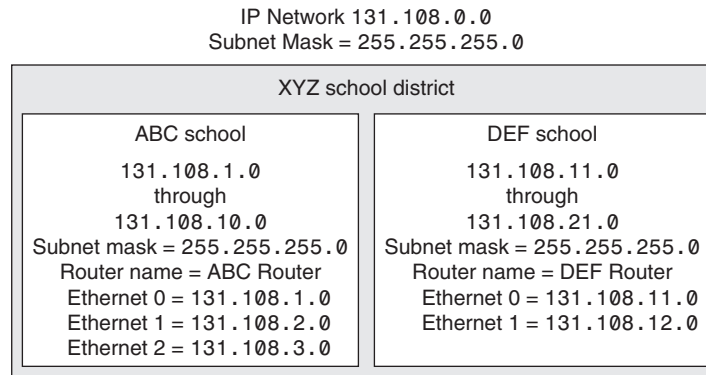 IP Network 131.108.0.0
Subnet Mask = 255.255.255.0
XYZ school district
ABC school
131.108.1.0
through
131.108.10.0
Subnet mask = 255.255.255.0
Router name = ABC Router
Ethernet 0 = 131.108.1.0
Ethernet 1 = 131.108.2.0
Ethernet 2 = 131.108.3.0
DEF school
131.108.11.0
through
131.108.21.0
Subnet mask = 255.255.255.0
Router name = DEF Router
Ethernet 0 = 131.108.11.0
Ethernet 1 = 131.108.12.0